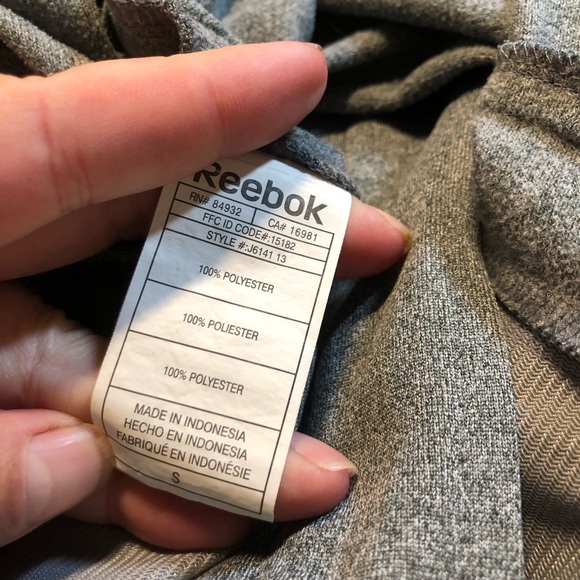 Reebok
RN# 84932 CA# 16981
FFC ID CODE#:15182
STYLE #:J6141 13
100% POLYESTER
100% POLIESTER
100% POLYESTER
MADE IN INDONESIA
HECHO EN INDONESIA
FABRIQUÉ EN INDONÉSIE
S